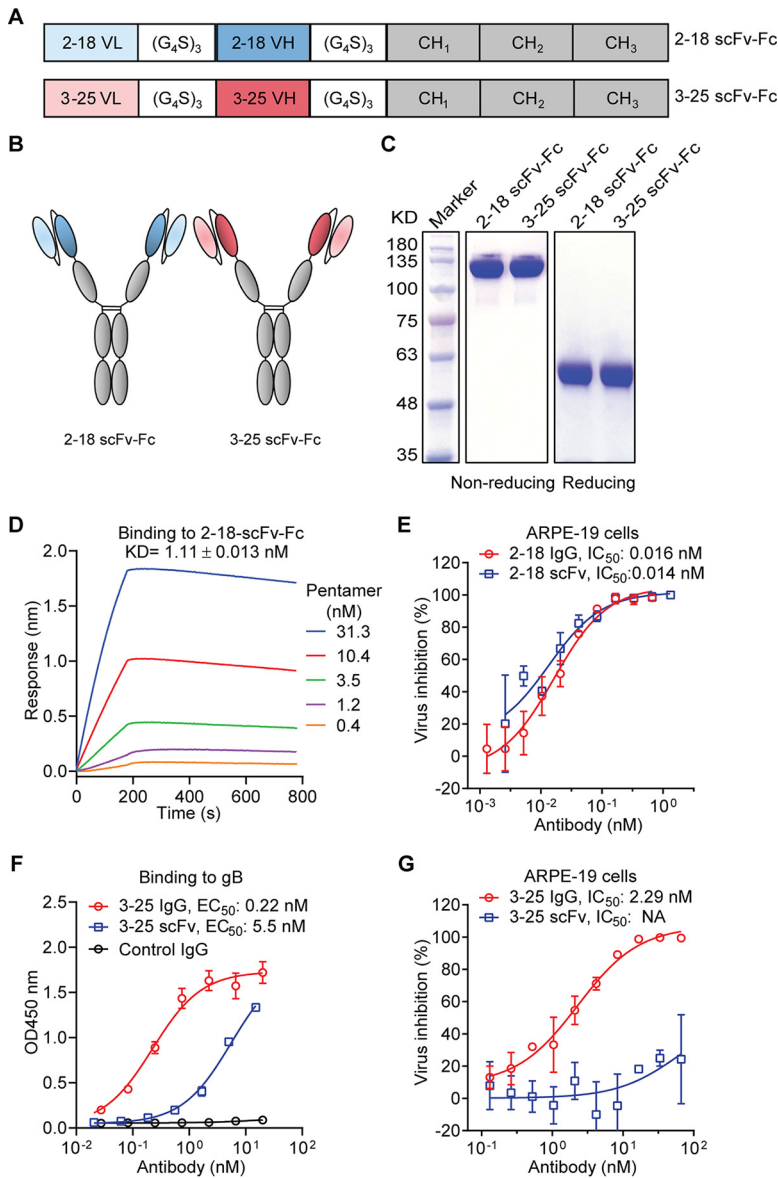 A
2-18 VL (G₄S)₃ 2-18 VH (G₄S)₃ CH₁ CH₂ CH₃ 2-18 scFv-Fc
3-25 VL (G₄S)₃ 3-25 VH (G₄S)₃ CH₁ CH₂ CH₃ 3-25 scFv-Fc
B
2-18 scFv-Fc 3-25 scFv-Fc
C
KD Marker 2-18 scFv-Fc 3-25 scFv-Fc 2-18 scFv-Fc 3-25 scFv-Fc
180
135
100
75
63
48
35
Non-reducing Reducing
D
Binding to 2-18-scFv-Fc
KD= 1.11 ± 0.013 nM
Response (nm)
2.0
1.5
1.0
0.5
0.0
0 200 400 600 800
Time (s)
Pentamer
(nM)
31.3
10.4
3.5
1.2
0.4
E
ARPE-19 cells
2-18 IgG, IC₅₀: 0.016 nM
2-18 scFv, IC₅₀:0.014 nM
Virus inhibition (%)
120
100
80
60
40
20
0
-20
10⁻³ 10⁻² 10⁻¹ 10⁰
Antibody (nM)
F
Binding to gB
3-25 IgG, EC₅₀: 0.22 nM
3-25 scFv, EC₅₀: 5.5 nM
Control IgG
OD450 nm
2.5
2.0
1.5
1.0
0.5
0.0
10⁻² 10⁻¹ 10⁰ 10¹ 10²
Antibody (nM)
G
ARPE-19 cells
3-25 IgG, IC₅₀: 2.29 nM
3-25 scFv, IC₅₀: NA
Virus inhibition (%)
120
100
80
60
40
20
0
-20
10⁻¹ 10⁰ 10¹ 10²
Antibody (nM)